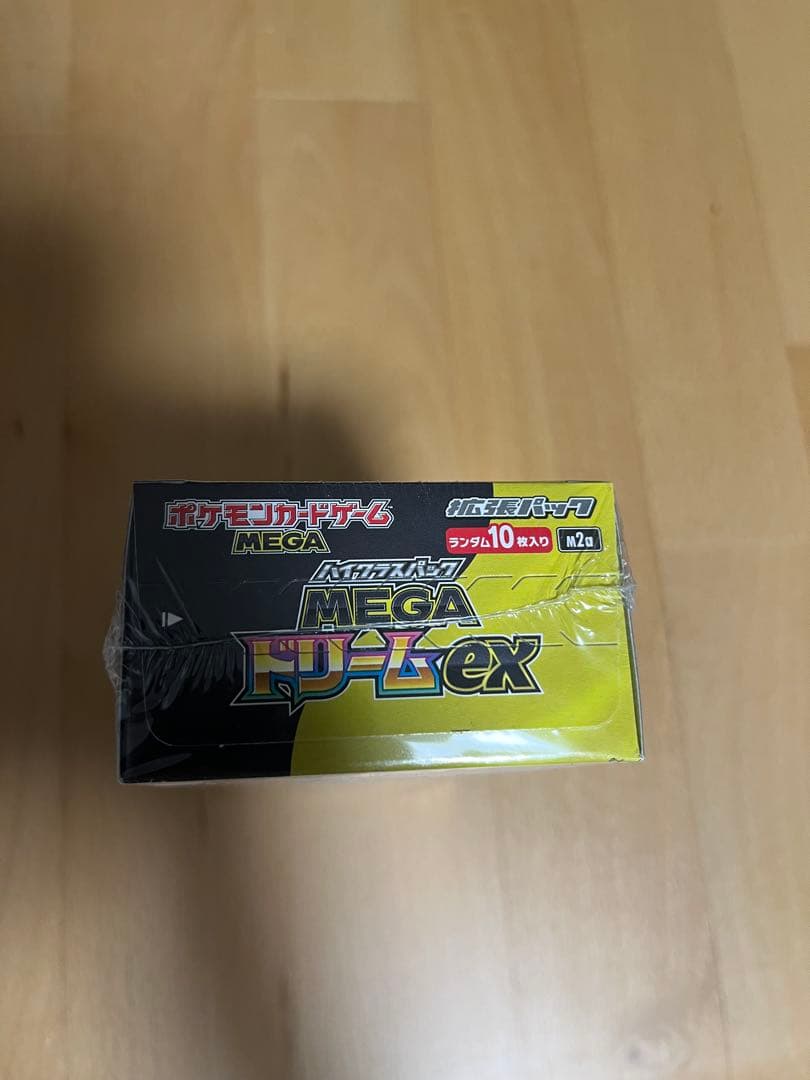 ポケモンカードゲーム
MEGA
拡張パック
ランダム10枚入り M2a
ハイクラスパック
MEGA
ドリームex